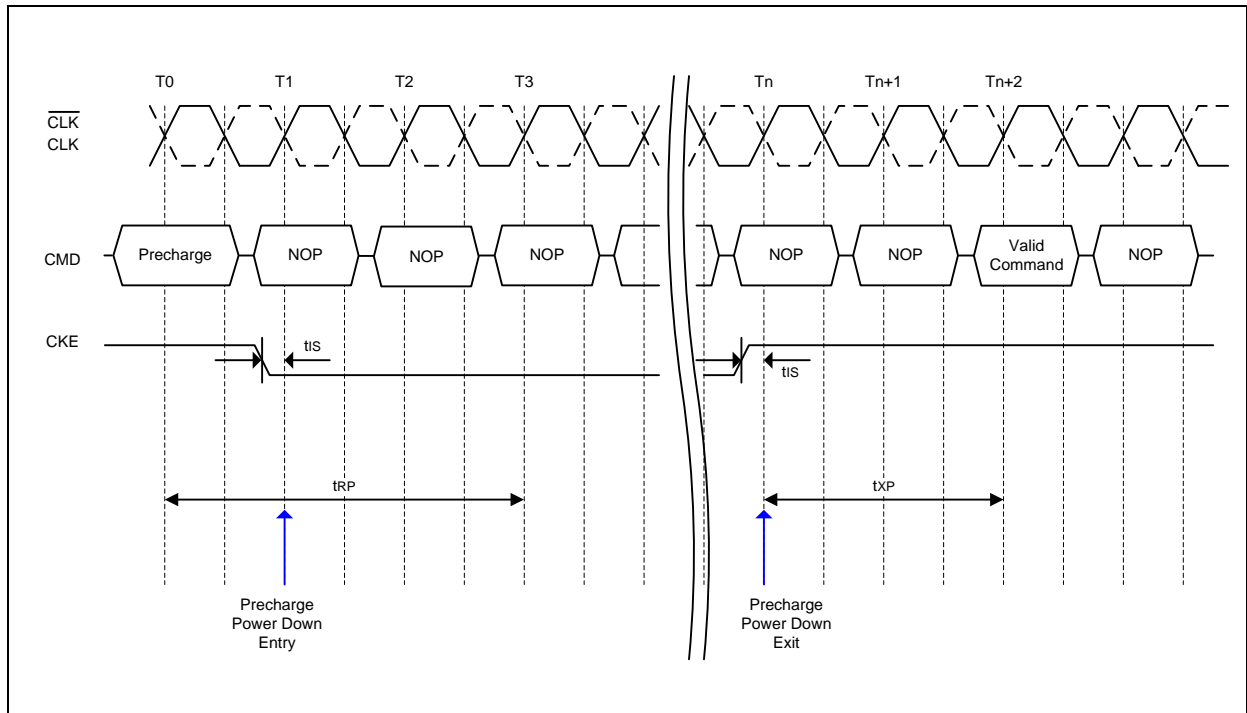 T0 T1 T2 T3 Tn Tn+1 Tn+2
CLK
CLK
CMD Precharge NOP NOP NOP NOP NOP Valid Command NOP
CKE
tIS
tIS
tRP
tXP
Precharge
Power Down
Entry
Precharge
Power Down
Exit